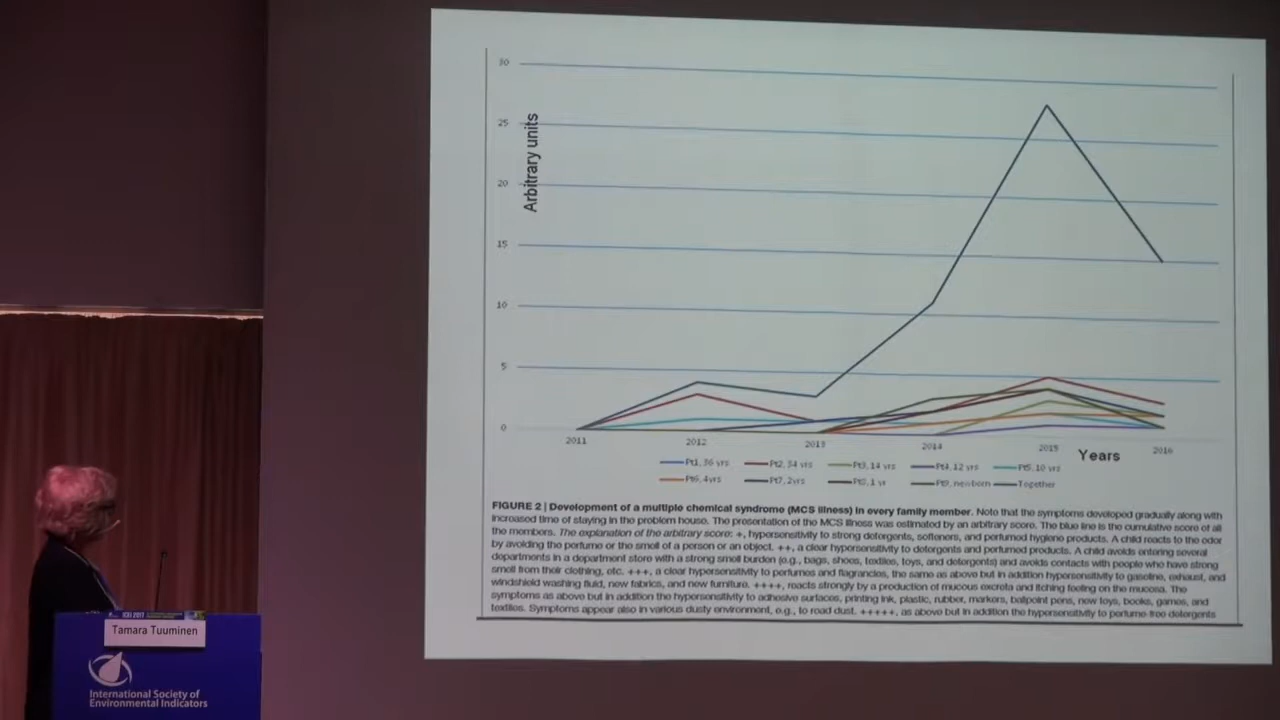 30
25
20
15
10
5
0
Arbitrary units
2011 2012 2013 2014 2015 2016
Years
Pt1, 36 yrs Pt2, 34 yrs Pt3, 14 yrs Pt4, 12 yrs Pt5, 10 yrs
Pt6, 4yrs Pt7, 2yrs Pt8, 1 yr Pt9, newborn Together
FIGURE 2 | Development of a multiple chemical syndrome (MCS illness) in every family member. Note that the symptoms developed gradually along with
increased time of staying in the problem house. The presentation of the MCS illness was estimated by an arbitrary score. The blue line is the cumulative score of all
the members. The explanation of the arbitrary score: +, hypersensitivity to strong detergents, softeners, and perfumed hygiene products. A child reacts to the odor
by avoiding the perfume or the smell of a person or an object. ++, a clear hypersensitivity to detergents and perfumed products. A child avoids entering several
departments in a department store with a strong smell burden (e.g., bags, shoes, textiles, toys, and detergents) and avoids contacts with people who have strong
smell from their clothing, etc. +++, a clear hypersensitivity to perfumes and flagrancies, the same as above but in addition hypersensitivity to gasoline, exhaust, and
windshield washing fluid, new fabrics, and new furniture. ++++, reacts strongly by a production of mucous excreta and itching feeling on the mucosa. The
symptoms as above but in addition the hypersensitivity to adhesive surfaces, printing ink, plastic, rubber, markers, ballpoint pens, new toys, books, games, and
textiles. Symptoms appear also in various dusty environment, e.g., to road dust. +++++, as above but in addition the hypersensitivity to perfume free detergents
ICEI 2017
Tamara Tuuminen
International Society of
Environmental Indicators